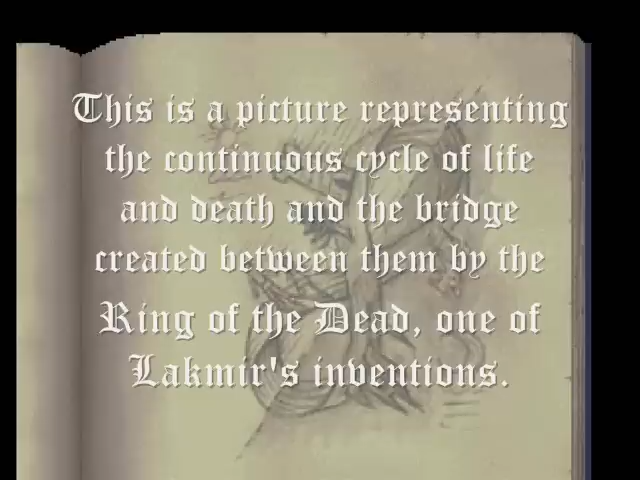 This is a picture representing
the continuous cycle of life
and death and the bridge
created between them by the
Ring of the Dead, one of
Lakmir's inventions.